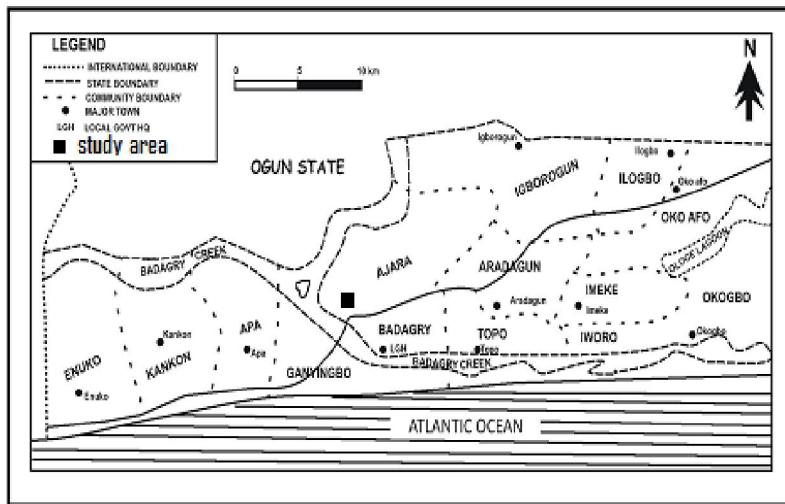 LEGEND
INTERNATIONAL BOUNDARY
STATE BOUNDARY
COMMUNITY BOUNDARY
MAJOR TOWN
LGH LOCAL GOVT HQ
study area
0 5 10 km
N
OGUN STATE
Igborogun
IGBOROGUN
Ilogbo
ILOGBO
Oko afo
OKO AFO
OLOGE LAGOON
BADAGRY CREEK
AJARA
ARADAGUN
Aradagun
IMEKE
Imeke
OKOGBO
Okogbo
IWORO
TOPO
Topo
BADAGRY
LGH
BADAGRY CREEK
APA
Apa
Kankon
KANKON
ENUKO
Enuko
GANYINGBO
ATLANTIC OCEAN